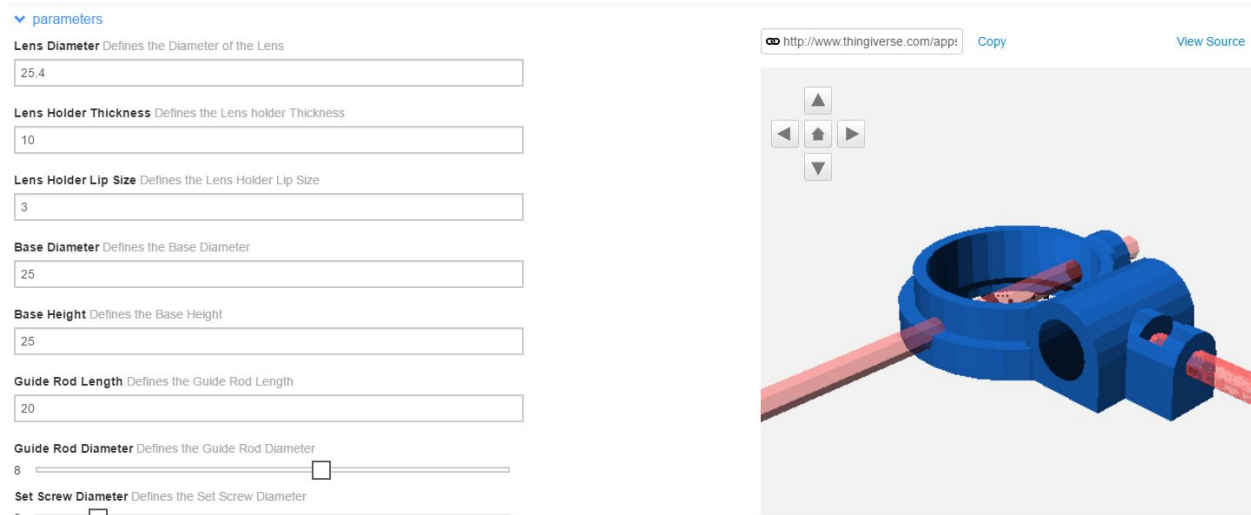 parameters
Lens Diameter Defines the Diameter of the Lens
25.4
Lens Holder Thickness Defines the Lens holder Thickness
10
Lens Holder Lip Size Defines the Lens Holder Lip Size
3
Base Diameter Defines the Base Diameter
25
Base Height Defines the Base Height
25
Guide Rod Length Defines the Guide Rod Length
20
Guide Rod Diameter Defines the Guide Rod Diameter
8
Set Screw Diameter Defines the Set Screw Diameter
http://www.thingiverse.com/apps Copy View Source